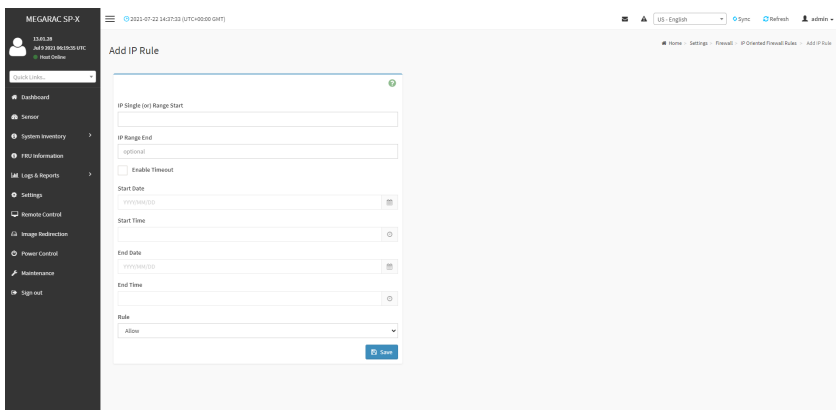 MEGARAC SP-X
2021-07-22 14:37:33 (UTC+00:00 GMT)
US - English
Sync
Refresh
admin
13.01.28
Jul 9 2021 06:19:35 UTC
Host Online
Quick Links...
Dashboard
Sensor
System Inventory
FRU Information
Logs & Reports
Settings
Remote Control
Image Redirection
Power Control
Maintenance
Sign out
Add IP Rule
Home > Settings > Firewall > IP Oriented Firewall Rules > Add IP Rule
IP Single (or) Range Start
IP Range End
optional
Enable Timeout
Start Date
YYYY/MM/DD
Start Time
End Date
YYYY/MM/DD
End Time
Rule
Allow
Save